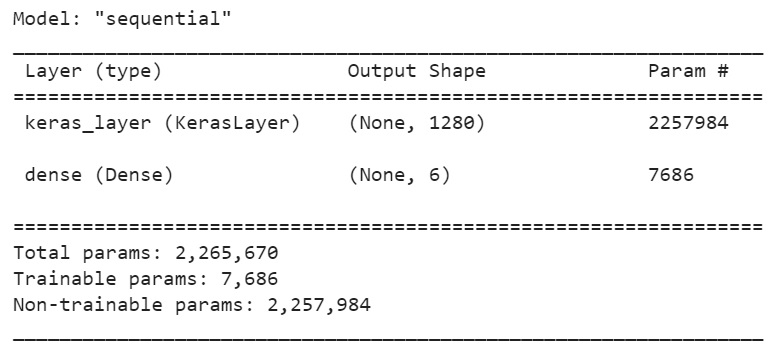 Model: "sequential"
_________________________________________________________________
Layer (type) Output Shape Param #
=================================================================
keras_layer (KerasLayer) (None, 1280) 2257984
dense (Dense) (None, 6) 7686
=================================================================
Total params: 2,265,670
Trainable params: 7,686
Non-trainable params: 2,257,984
_________________________________________________________________